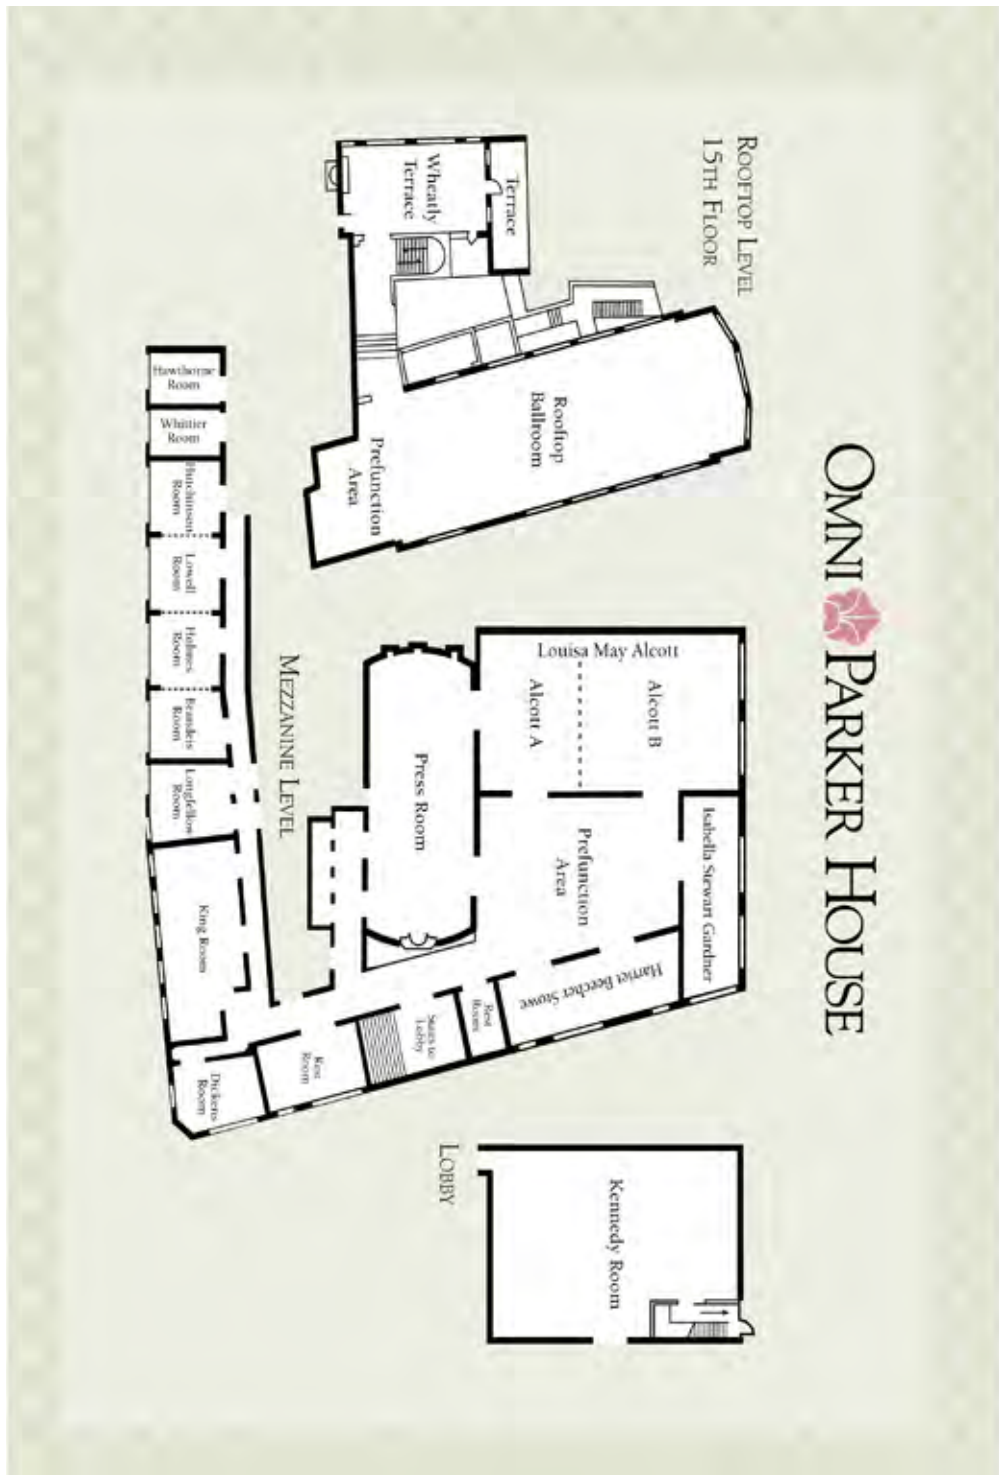 OMNI PARKER HOUSE
ROOFTOP LEVEL
15TH FLOOR
Terrace
Wheatly
Terrace
Rooftop
Ballroom
Prefunction
Area
Hawthorne
Room
Whittier
Room
Hutchinson
Room
Lowell
Room
Holmes
Room
Brandeis
Room
Longfellow
Room
King Room
Dickens
Room
MEZZANINE LEVEL
Louisa May Alcott
Alcott B
Alcott A
Press Room
Prefunction
Area
Isabella Stewart Gardner
Harriet Beecher Stowe
Rest
Rooms
Stairs to
Lobby
Rest
Room
LOBBY
Kennedy Room